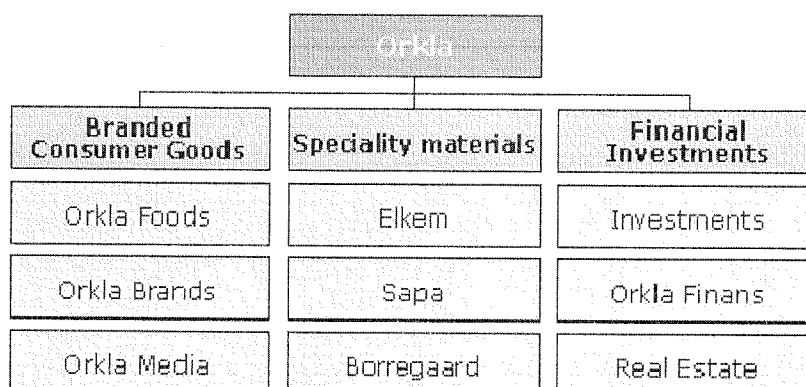 Orkla
Branded
Consumer Goods
Speciality materials
Financial
Investments
Orkla Foods
Elkem
Investments
Orkla Brands
Sapa
Orkla Finans
Orkla Media
Borregaard
Real Estate